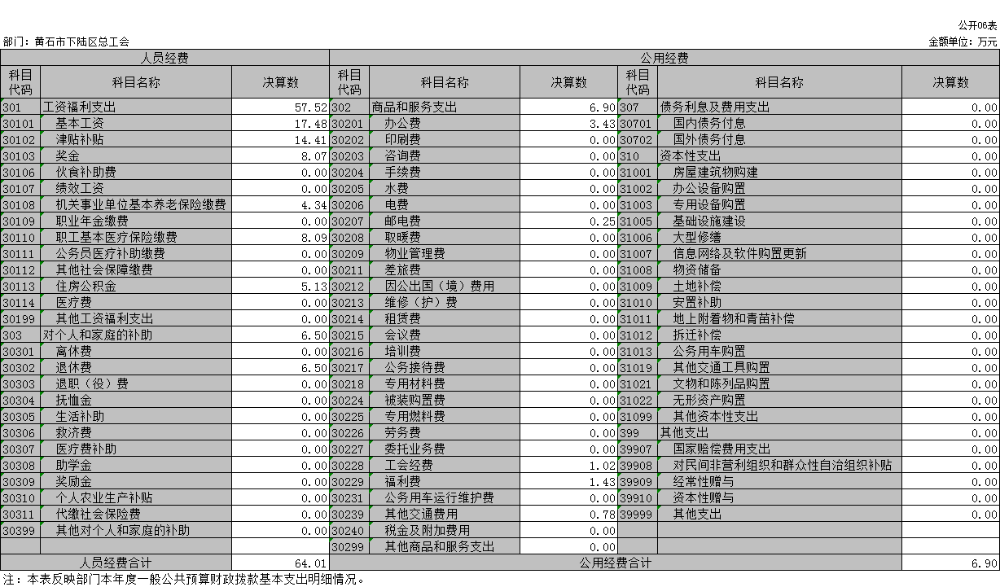 公开06表
部门：黄石市下陆区总工会 金额单位：万元
人员经费 公用经费
科目代码 科目名称 决算数 科目代码 科目名称 决算数 科目代码 科目名称 决算数
301 工资福利支出 57.52 302 商品和服务支出 6.90 307 债务利息及费用支出 0.00
30101 基本工资 17.48 30201 办公费 3.43 30701 国内债务付息 0.00
30102 津贴补贴 14.41 30202 印刷费 0.00 30702 国外债务付息 0.00
30103 奖金 8.07 30203 咨询费 0.00 310 资本性支出 0.00
30106 伙食补助费 0.00 30204 手续费 0.00 31001 房屋建筑物购建 0.00
30107 绩效工资 0.00 30205 水费 0.00 31002 办公设备购置 0.00
30108 机关事业单位基本养老保险缴费 4.34 30206 电费 0.00 31003 专用设备购置 0.00
30109 职业年金缴费 0.00 30207 邮电费 0.25 31005 基础设施建设 0.00
30110 职工基本医疗保险缴费 8.09 30208 取暖费 0.00 31006 大型修缮 0.00
30111 公务员医疗补助缴费 0.00 30209 物业管理费 0.00 31007 信息网络及软件购置更新 0.00
30112 其他社会保障缴费 0.00 30211 差旅费 0.00 31008 物资储备 0.00
30113 住房公积金 5.13 30212 因公出国（境）费用 0.00 31009 土地补偿 0.00
30114 医疗费 0.00 30213 维修（护）费 0.00 31010 安置补助 0.00
30199 其他工资福利支出 0.00 30214 租赁费 0.00 31011 地上附着物和青苗补偿 0.00
303 对个人和家庭的补助 6.50 30215 会议费 0.00 31012 拆迁补偿 0.00
30301 离休费 0.00 30216 培训费 0.00 31013 公务用车购置 0.00
30302 退休费 6.50 30217 公务接待费 0.00 31019 其他交通工具购置 0.00
30303 退职（役）费 0.00 30218 专用材料费 0.00 31021 文物和陈列品购置 0.00
30304 抚恤金 0.00 30224 被装购置费 0.00 31022 无形资产购置 0.00
30305 生活补助 0.00 30225 专用燃料费 0.00 31099 其他资本性支出 0.00
30306 救济费 0.00 30226 劳务费 0.00 399 其他支出 0.00
30307 医疗费补助 0.00 30227 委托业务费 0.00 39907 国家赔偿费用支出 0.00
30308 助学金 0.00 30228 工会经费 1.02 39908 对民间非营利组织和群众性自治组织补贴 0.00
30309 奖励金 0.00 30229 福利费 1.43 39909 经常性赠与 0.00
30310 个人农业生产补贴 0.00 30231 公务用车运行维护费 0.00 39910 资本性赠与 0.00
30311 代缴社会保险费 0.00 30239 其他交通费用 0.78 39999 其他支出 0.00
30399 其他对个人和家庭的补助 0.00 30240 税金及附加费用 0.00
30299 其他商品和服务支出 0.00
人员经费合计 64.01 公用经费合计 6.90
注：本表反映部门本年度一般公共预算财政拨款基本支出明细情况。